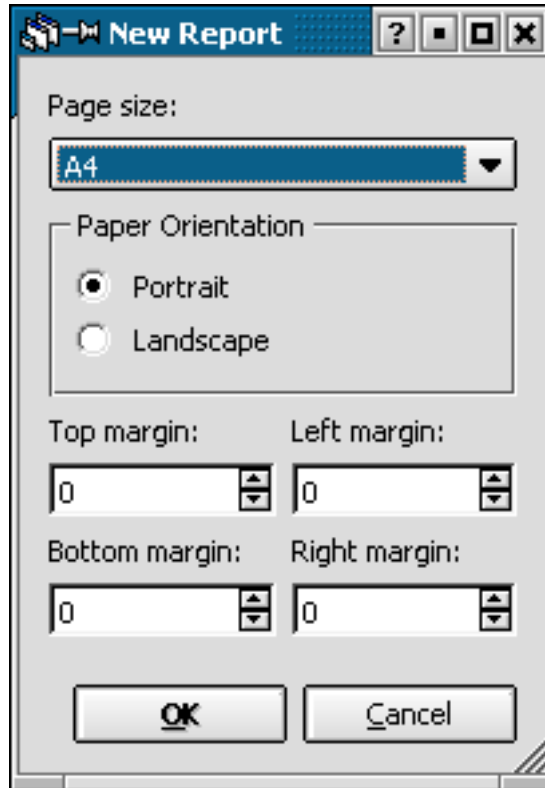 New Report ?
Page size:
A4
Paper Orientation
Portrait
Landscape
Top margin: Left margin:
0 0
Bottom margin: Right margin:
0 0
OK Cancel